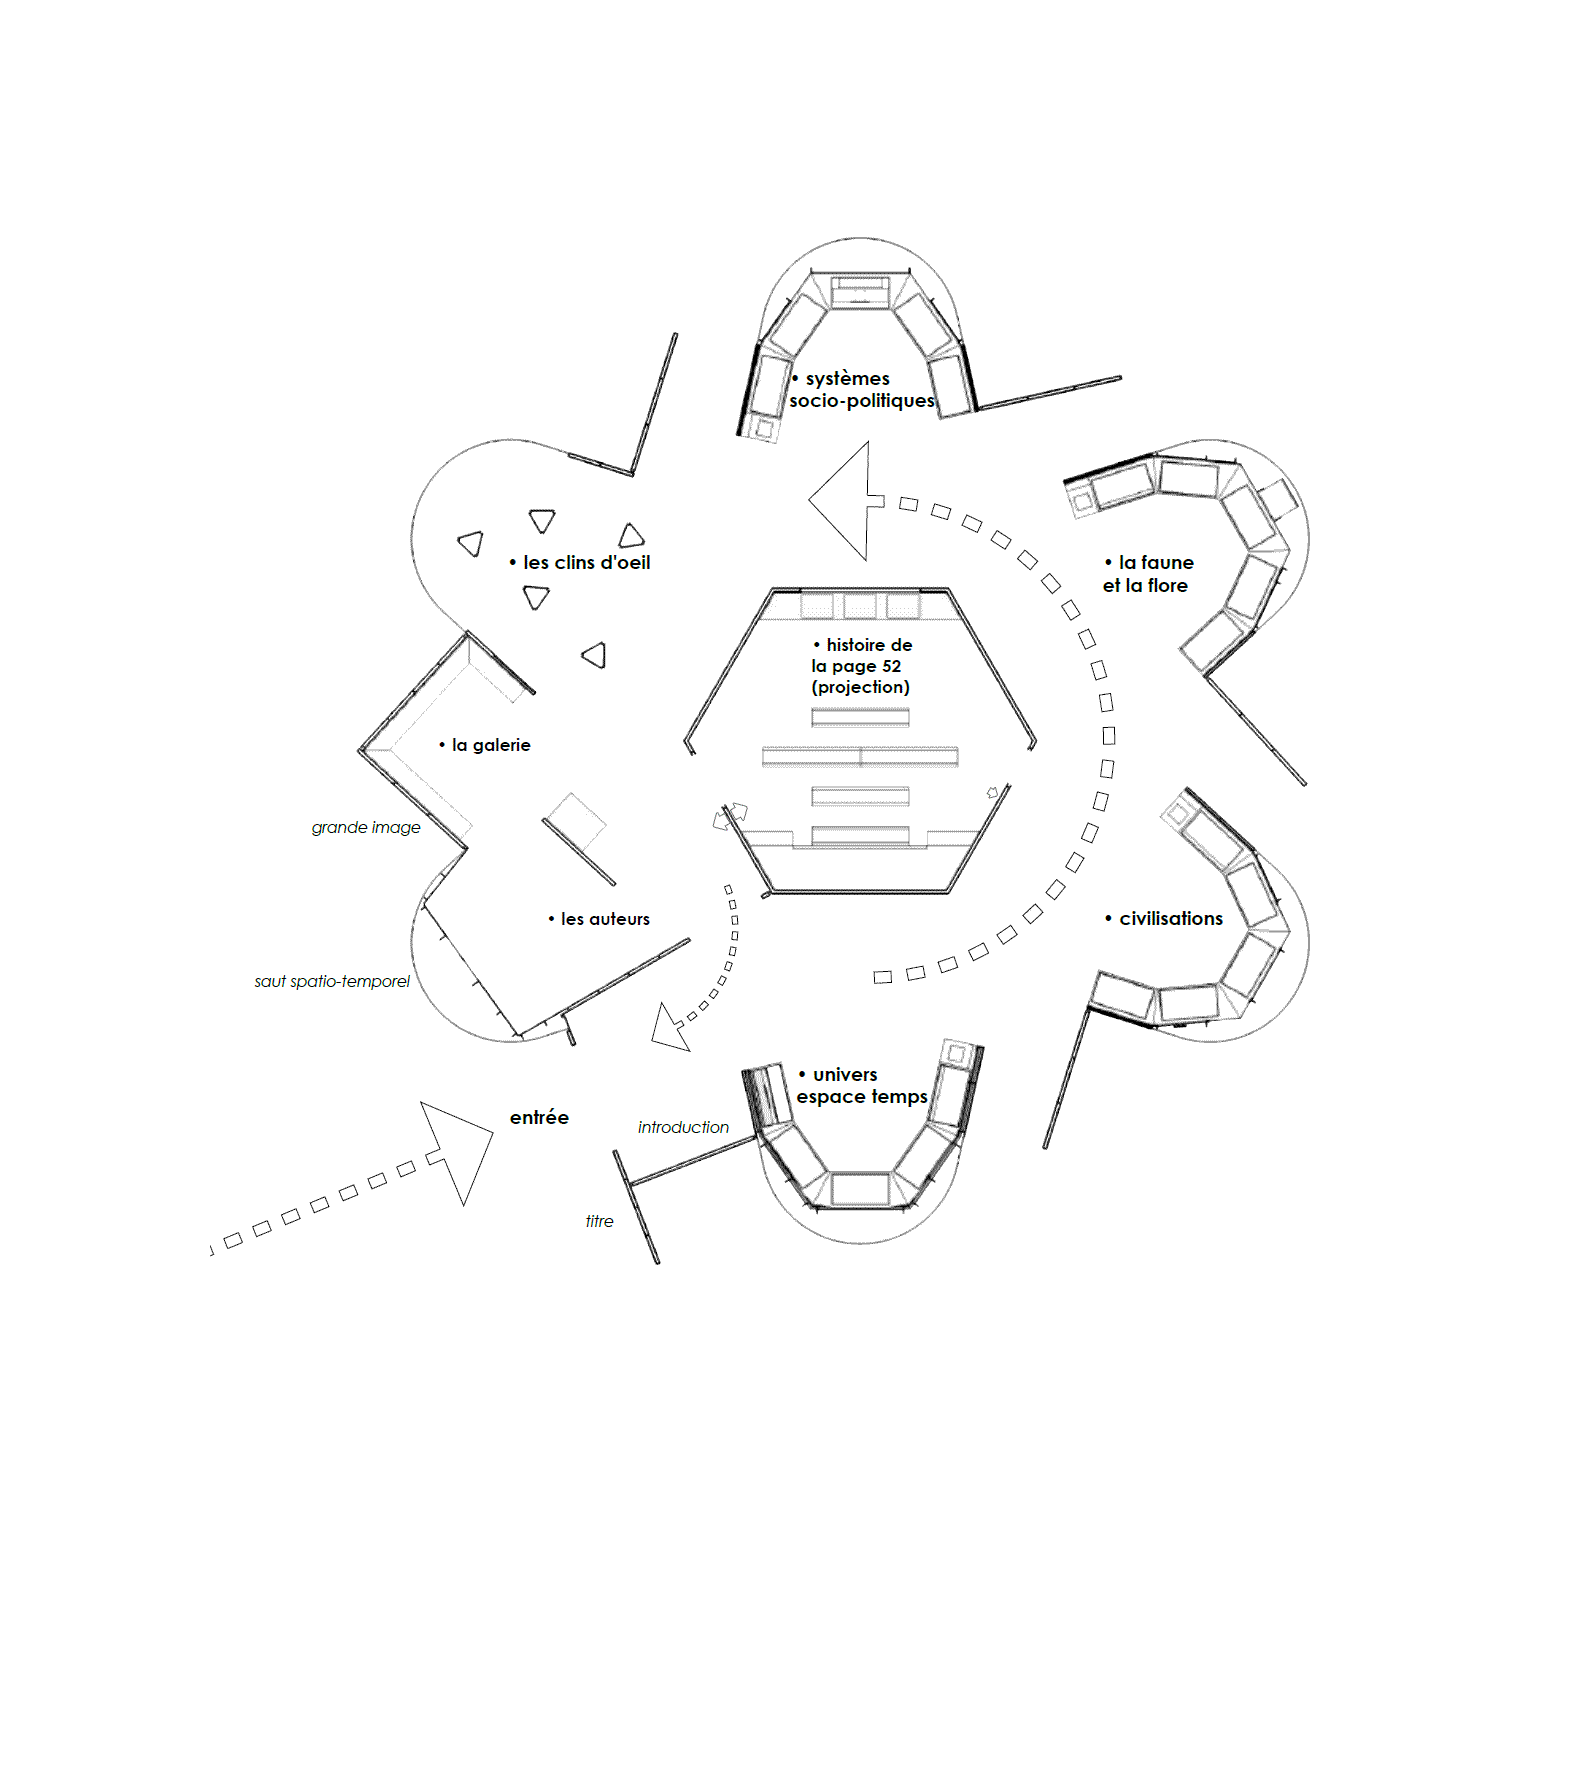 • systèmes
socio-politiques
• les clins d'oeil
• la faune
et la flore
• histoire de
la page 52
(projection)
• la galerie
grande image
• les auteurs
• civilisations
saut spatio-temporel
• univers
espace temps
entrée
introduction
titre